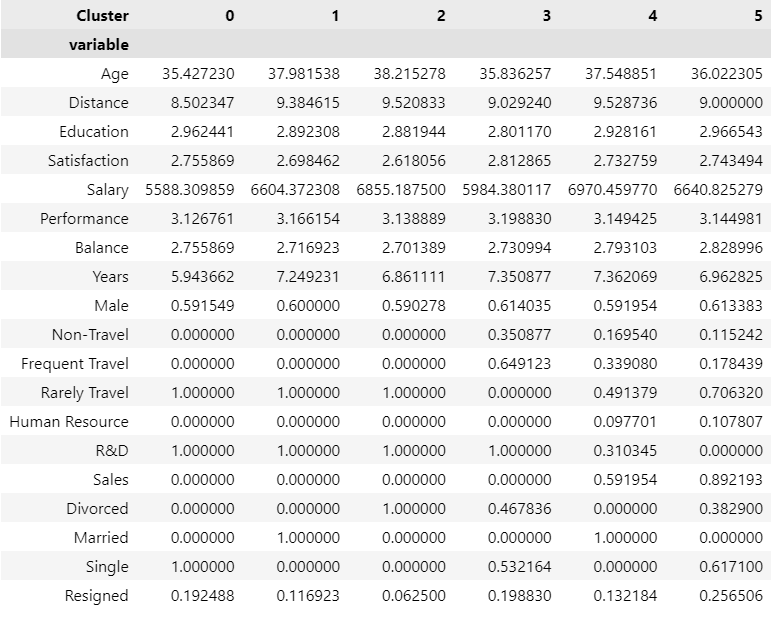 Cluster 0 1 2 3 4 5
variable
Age 35.427230 37.981538 38.215278 35.836257 37.548851 36.022305
Distance 8.502347 9.384615 9.520833 9.029240 9.528736 9.000000
Education 2.962441 2.892308 2.881944 2.801170 2.928161 2.966543
Satisfaction 2.755869 2.698462 2.618056 2.812865 2.732759 2.743494
Salary 5588.309859 6604.372308 6855.187500 5984.380117 6970.459770 6640.825279
Performance 3.126761 3.166154 3.138889 3.198830 3.149425 3.144981
Balance 2.755869 2.716923 2.701389 2.730994 2.793103 2.828996
Years 5.943662 7.249231 6.861111 7.350877 7.362069 6.962825
Male 0.591549 0.600000 0.590278 0.614035 0.591954 0.613383
Non-Travel 0.000000 0.000000 0.000000 0.350877 0.169540 0.115242
Frequent Travel 0.000000 0.000000 0.000000 0.649123 0.339080 0.178439
Rarely Travel 1.000000 1.000000 1.000000 0.000000 0.491379 0.706320
Human Resource 0.000000 0.000000 0.000000 0.000000 0.097701 0.107807
R&D 1.000000 1.000000 1.000000 1.000000 0.310345 0.000000
Sales 0.000000 0.000000 0.000000 0.000000 0.591954 0.892193
Divorced 0.000000 0.000000 1.000000 0.467836 0.000000 0.382900
Married 0.000000 1.000000 0.000000 0.000000 1.000000 0.000000
Single 1.000000 0.000000 0.000000 0.532164 0.000000 0.617100
Resigned 0.192488 0.116923 0.062500 0.198830 0.132184 0.256506